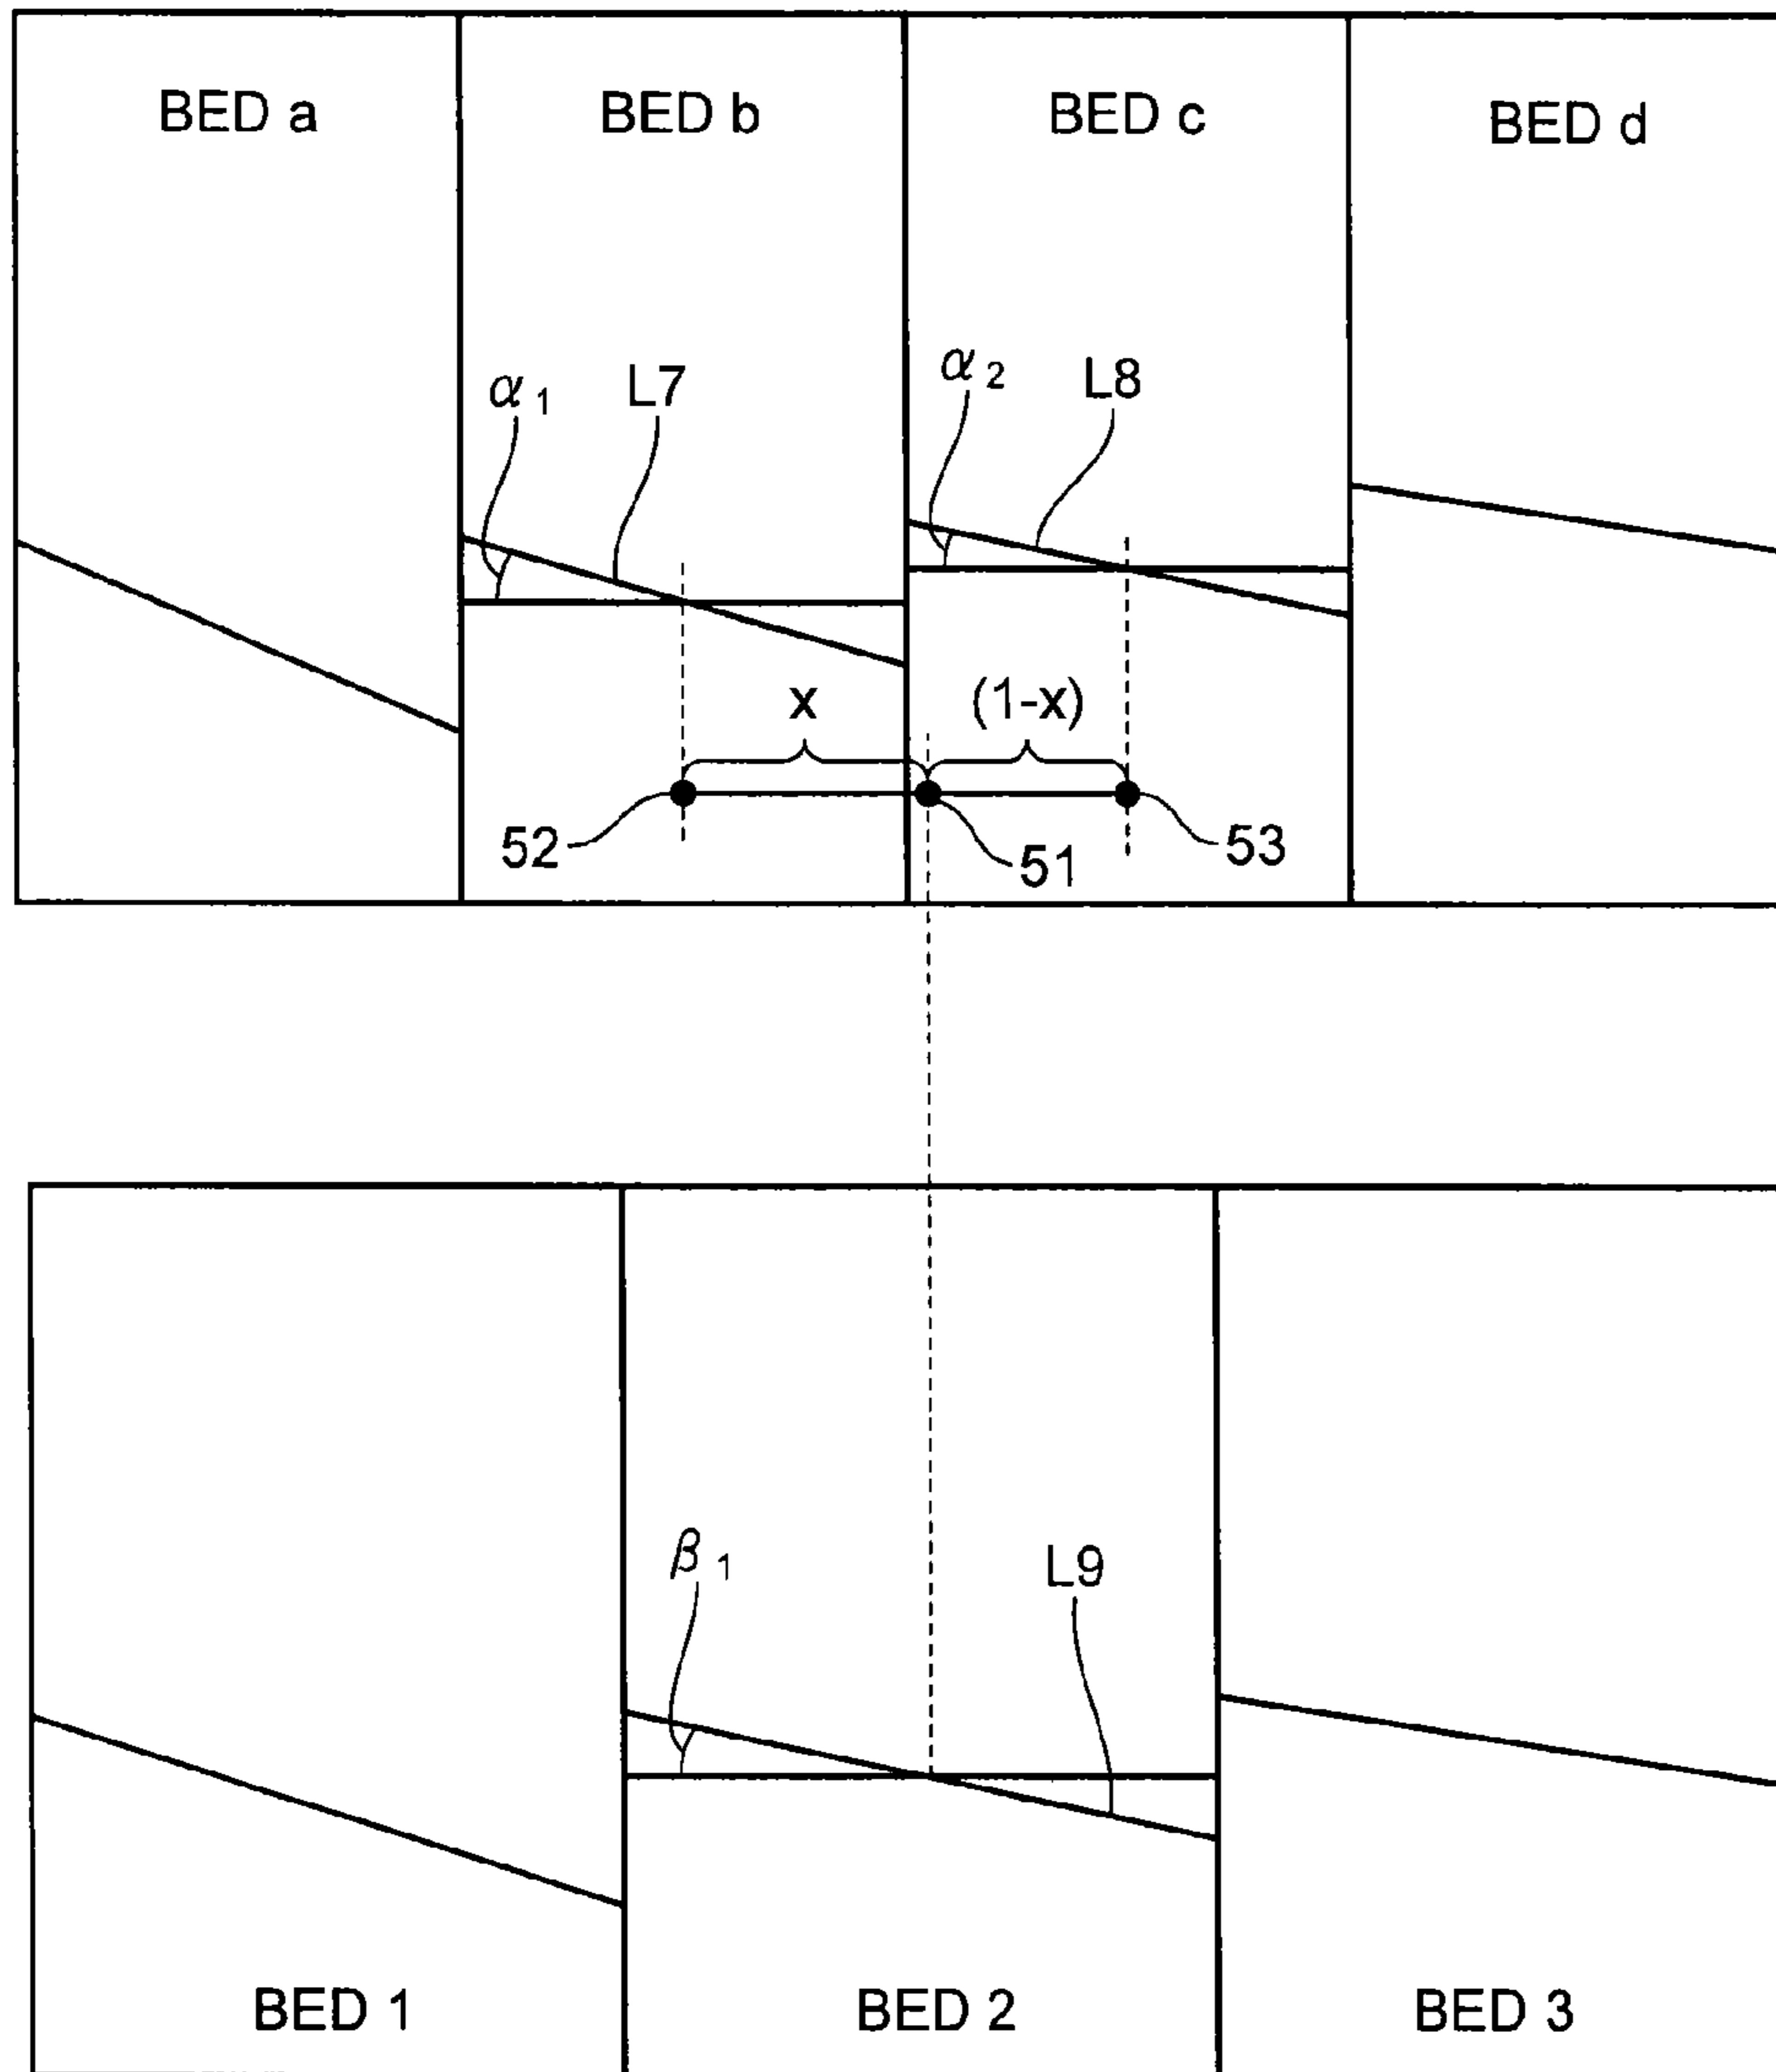 BED a BED b BED c BED d
α1 L7 α2 L8
x (1-x)
52 51 53
β1 L9
BED 1 BED 2 BED 3